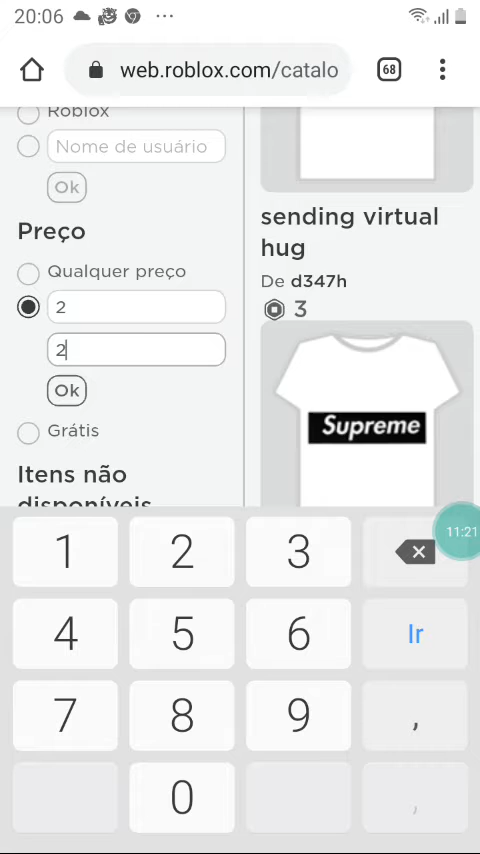 20:06
68
web.roblox.com/catalo
Roblox
Nome de usuário
Ok
Preço
Qualquer preço
2
2
Ok
Grátis
Itens não
disponíveis
sending virtual
hug
De d347h
3
Supreme
11:21
1 2 3
4 5 6 Ir
7 8 9 ,
0 ,